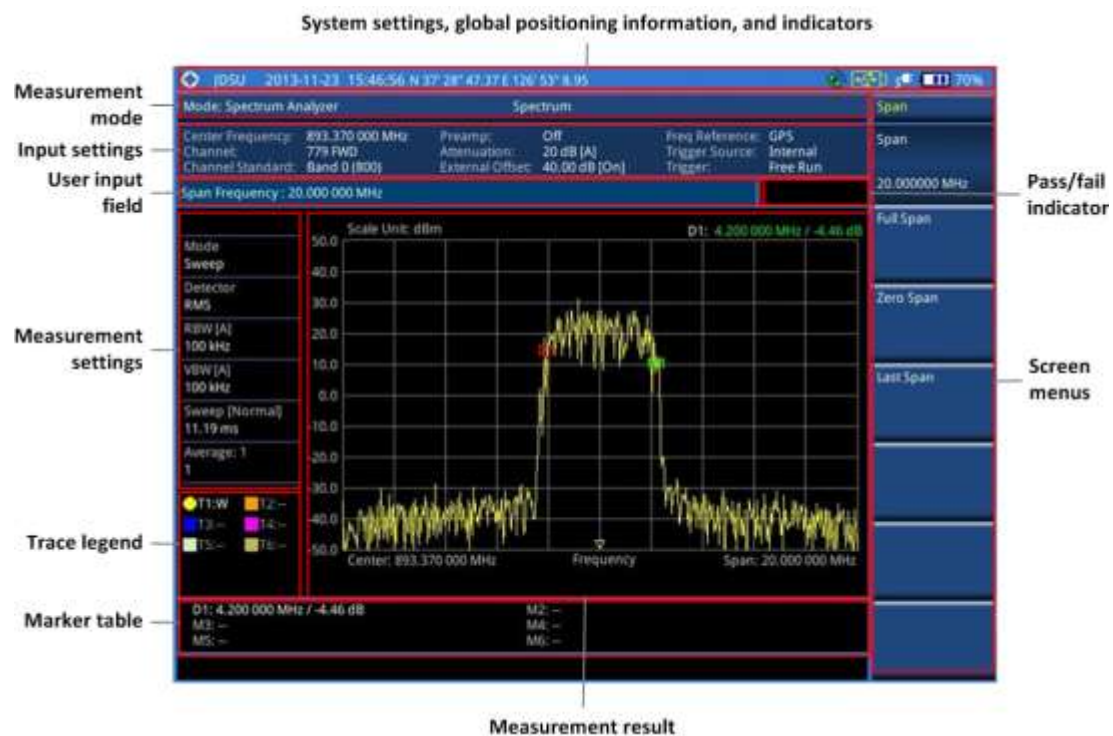 System settings, global positioning information, and indicators
JDSU 2013-11-23 15:46:56 N 37° 28" 47.37 E 126° 53" 8.95 70%
Measurement mode
Mode: Spectrum Analyzer Spectrum
Input settings
Center Frequency: 893.370 000 MHz Preamp: Off Freq Reference: GPS
Channel: 779 FWD Attenuation: 20 dB [A] Trigger Source: Internal
Channel Standard: Band 0 (800) External Offset: 40.00 dB [On] Trigger: Free Run
User input field
Span Frequency : 20.000 000 MHz
Pass/fail indicator
Span
Span
20.000000 MHz
Full Span
Zero Span
Last Span
Screen menus
Measurement settings
Mode
Sweep
Detector
RMS
RBW [A]
100 kHz
VBW [A]
100 kHz
Sweep [Normal]
11.19 ms
Average: 1
1
Scale Unit: dBm D1: 4.200 000 MHz / -4.46 dB
50.0
40.0
30.0
20.0
10.0
0.0
-10.0
-20.0
-30.0
-40.0
-50.0
Center: 893.370 000 MHz Frequency Span: 20.000 000 MHz
Trace legend
T1:W T2:--
T3:-- T4:--
T5:-- T6:--
Marker table
D1: 4.200 000 MHz / -4.46 dB M2: --
M3: -- M4: --
M5: -- M6: --
Measurement result